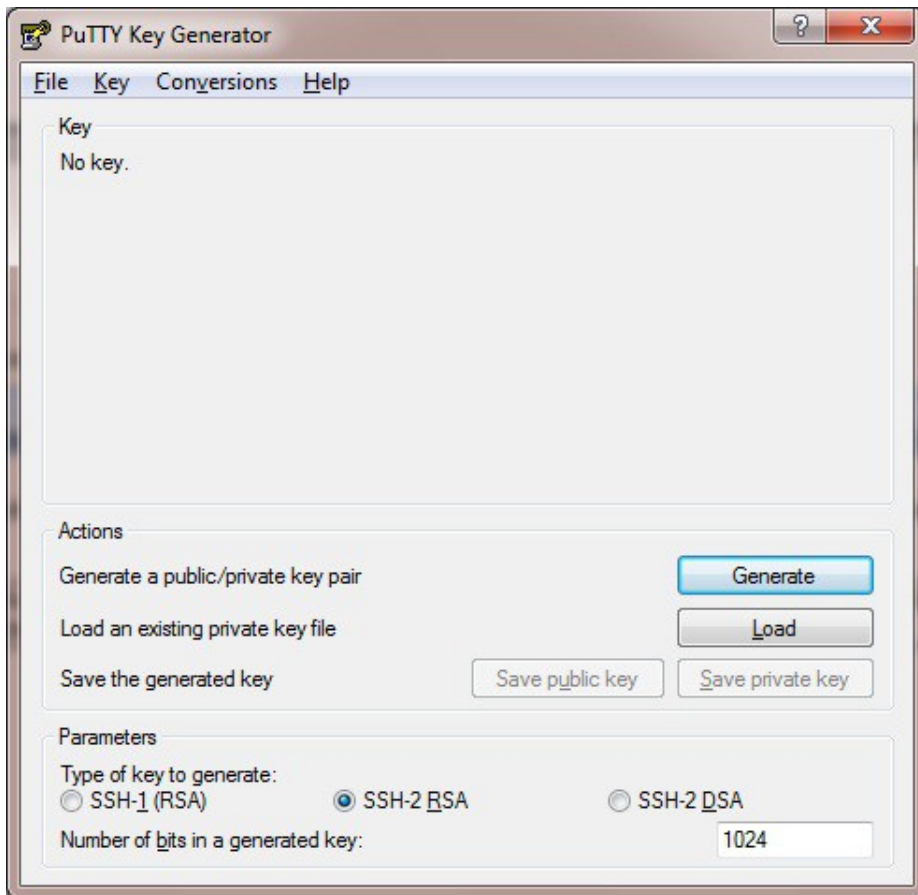 PuTTY Key Generator
File Key Conversions Help
Key
No key.
Actions
Generate a public/private key pair Generate
Load an existing private key file Load
Save the generated key Save public key Save private key
Parameters
Type of key to generate:
SSH-1 (RSA) SSH-2 RSA SSH-2 DSA
Number of bits in a generated key: 1024